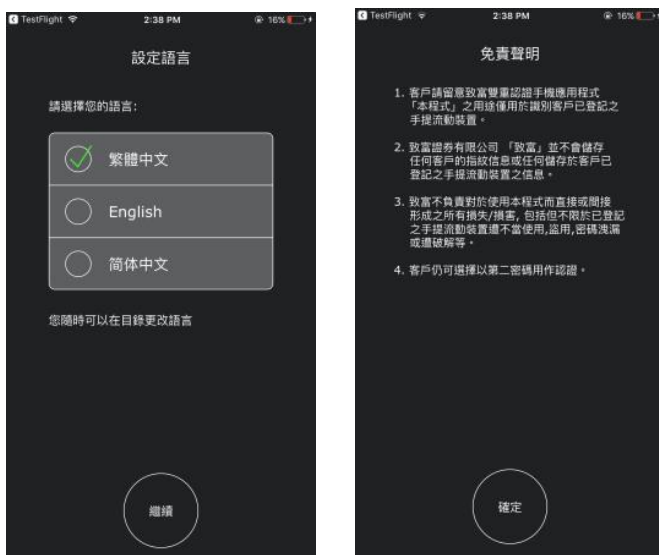 TestFlight 2:38 PM 16%
設定語言
請選擇您的語言:
繁體中文
English
简体中文
您隨時可以在目錄更改語言
繼續
TestFlight 2:38 PM 16%
免責聲明
1. 客戶請留意致富雙重認證手機應用程式
「本程式」之用途僅用於識別客戶已登記之
手提流動裝置。
2. 致富證券有限公司 「致富」並不會儲存
任何客戶的指紋信息或任何儲存於客戶已
登記之手提流動裝置之信息。
3. 致富不負責對於使用本程式而直接或間接
形成之所有損失/損害, 包括但不限於已登記
之手提流動裝置遭不當使用,盜用,密碼洩漏
或遭破解等。
4. 客戶仍可選擇以第二密碼用作認證。
確定